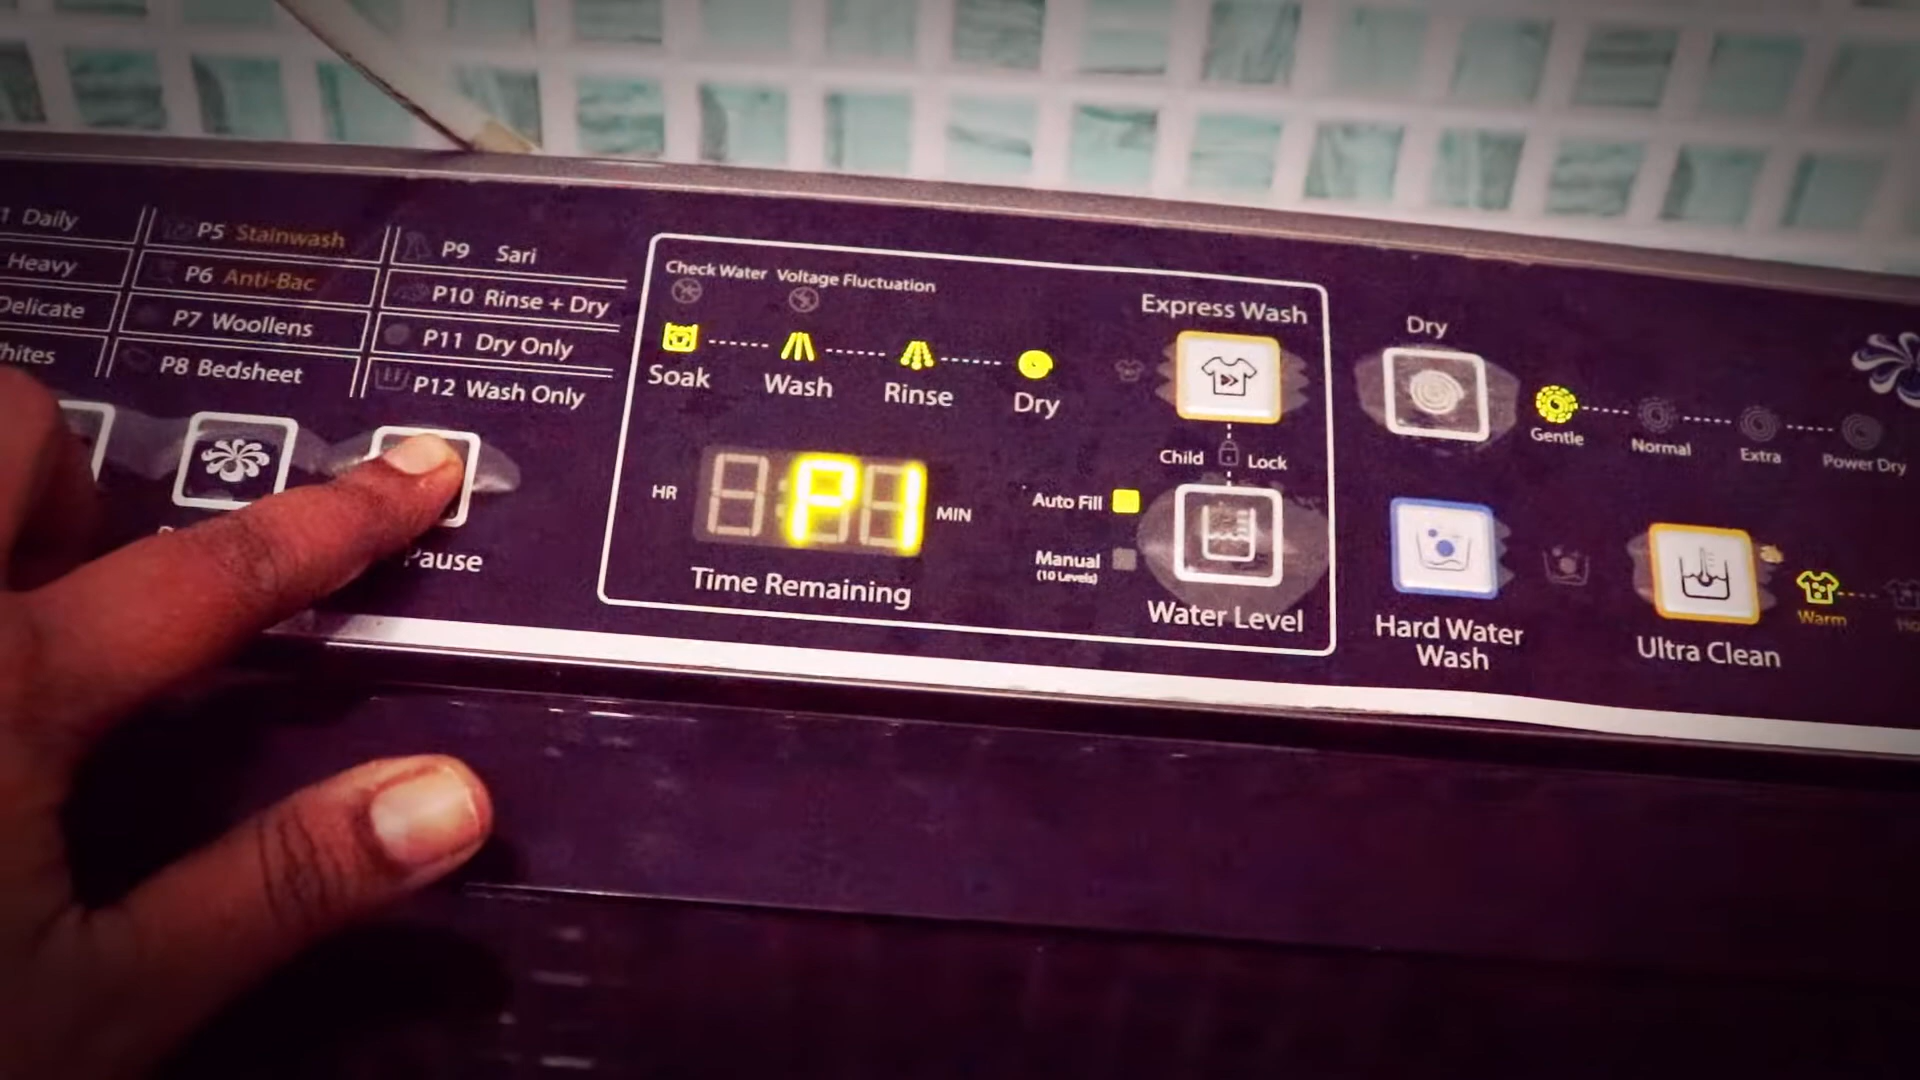 1 Daily
Heavy
Delicate
hites
P5 Stainwash
P6 Anti-Bac
P7 Woollens
P8 Bedsheet
P9 Sari
P10 Rinse + Dry
P11 Dry Only
P12 Wash Only
Pause
Check Water Voltage Fluctuation
Soak
Wash
Rinse
Dry
HR
P1
MIN
Time Remaining
Express Wash
Child Lock
Auto Fill
Manual
(10 Levels)
Water Level
Dry
Gentle
Normal
Extra
Power Dry
Hard Water
Wash
Ultra Clean
Warm